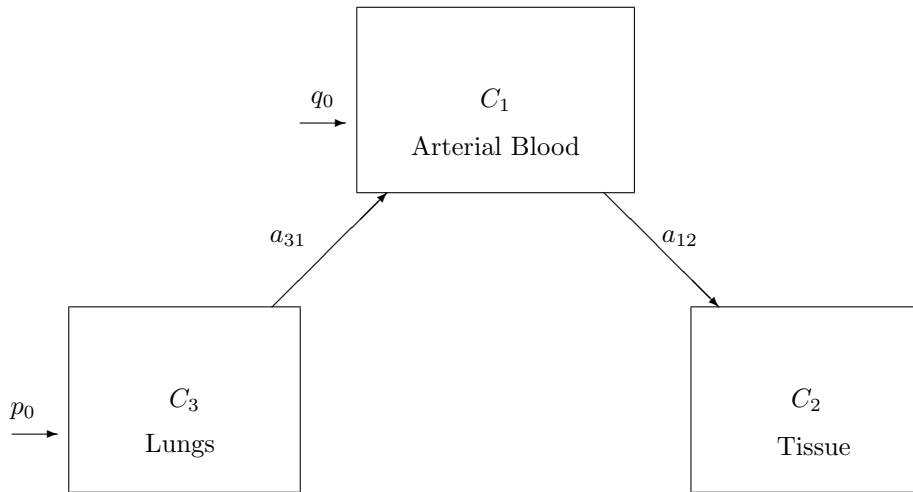 q₀
C₁
Arterial Blood
a₃₁
a₁₂
p₀
C₃
Lungs
C₂
Tissue